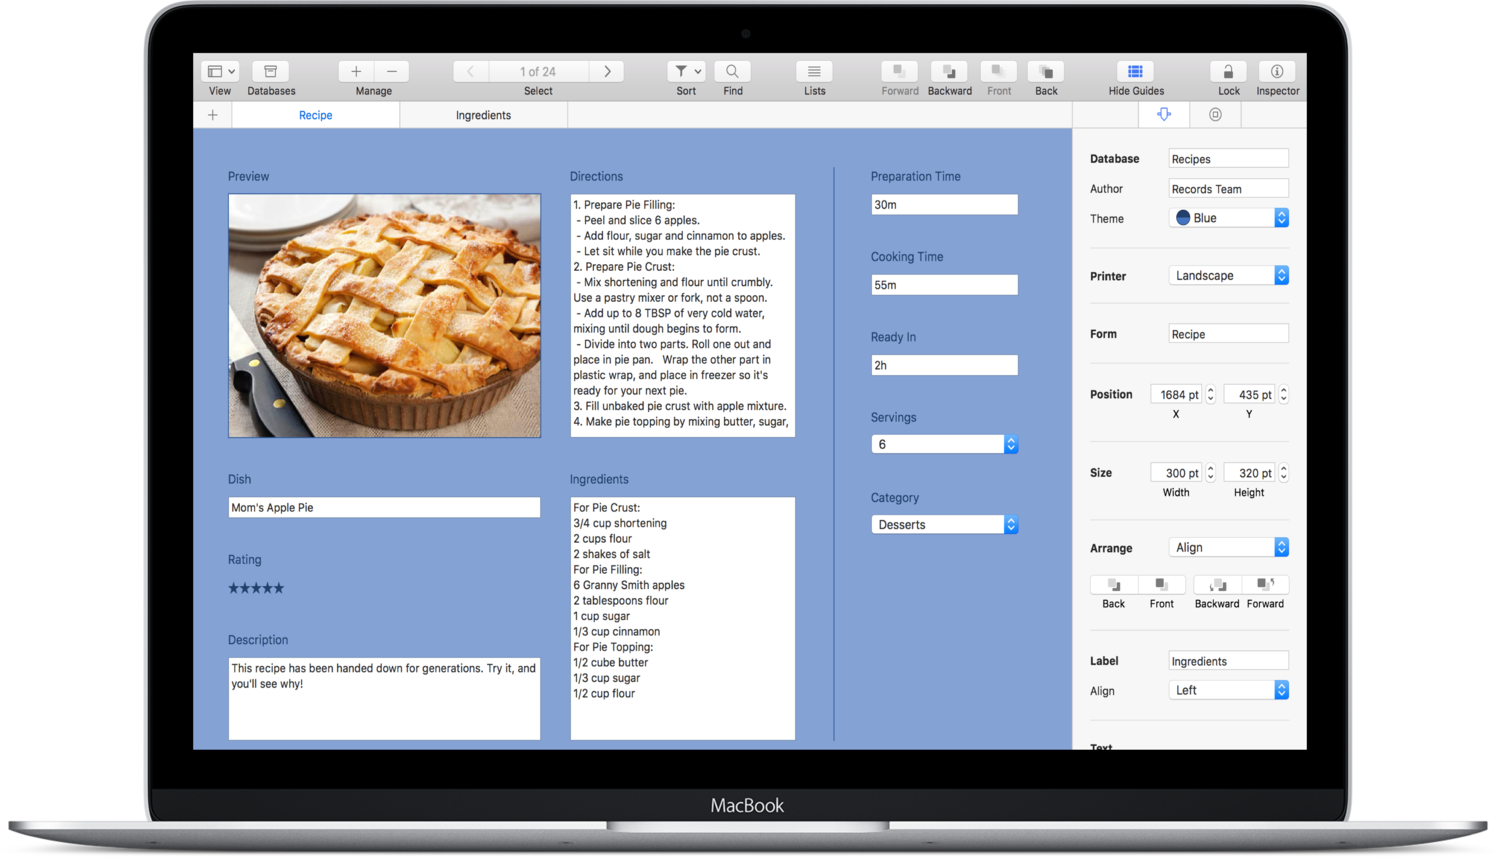 1 of 24
View
Databases
Manage
Select
Sort
Find
Lists
Forward
Backward
Front
Back
Hide Guides
Lock
Inspector
Recipe
Ingredients
Preview
Dish
Mom's Apple Pie
Rating
★★★★★
Description
This recipe has been handed down for generations. Try it, and
you'll see why!
Directions
1. Prepare Pie Filling:
- Peel and slice 6 apples.
- Add flour, sugar and cinnamon to apples.
- Let sit while you make the pie crust.
2. Prepare Pie Crust:
- Mix shortening and flour until crumbly.
Use a pastry mixer or fork, not a spoon.
- Add up to 8 TBSP of very cold water,
mixing until dough begins to form.
- Divide into two parts. Roll one out and
place in pie pan. Wrap the other part in
plastic wrap, and place in freezer so it's
ready for your next pie.
3. Fill unbaked pie crust with apple mixture.
4. Make pie topping by mixing butter, sugar,
Ingredients
For Pie Crust:
3/4 cup shortening
2 cups flour
2 shakes of salt
For Pie Filling:
6 Granny Smith apples
2 tablespoons flour
1 cup sugar
1/3 cup cinnamon
For Pie Topping:
1/2 cube butter
1/3 cup sugar
1/2 cup flour
Preparation Time
30m
Cooking Time
55m
Ready In
2h
Servings
6
Category
Desserts
Database Recipes
Author Records Team
Theme Blue
Printer Landscape
Form Recipe
Position 1684 pt 435 pt
X Y
Size 300 pt 320 pt
Width Height
Arrange Align
Back Front Backward Forward
Label Ingredients
Align Left
Text
MacBook